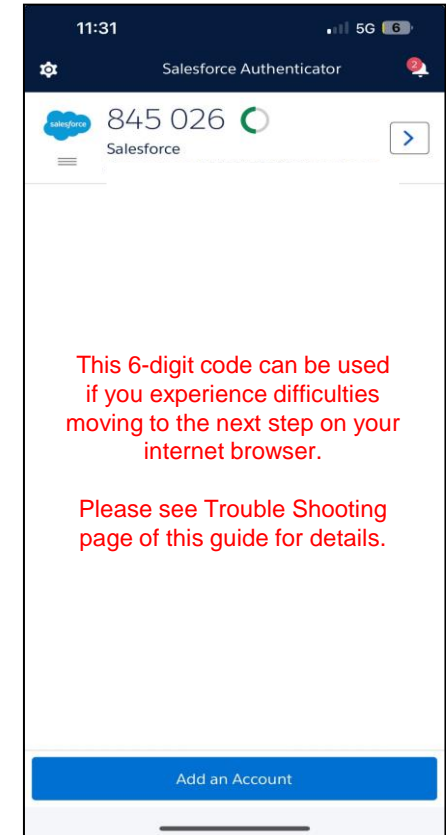 11:31 5G 6
Salesforce Authenticator 2
salesforce 845 026
Salesforce
This 6-digit code can be used
if you experience difficulties
moving to the next step on your
internet browser.
Please see Trouble Shooting
page of this guide for details.
Add an Account